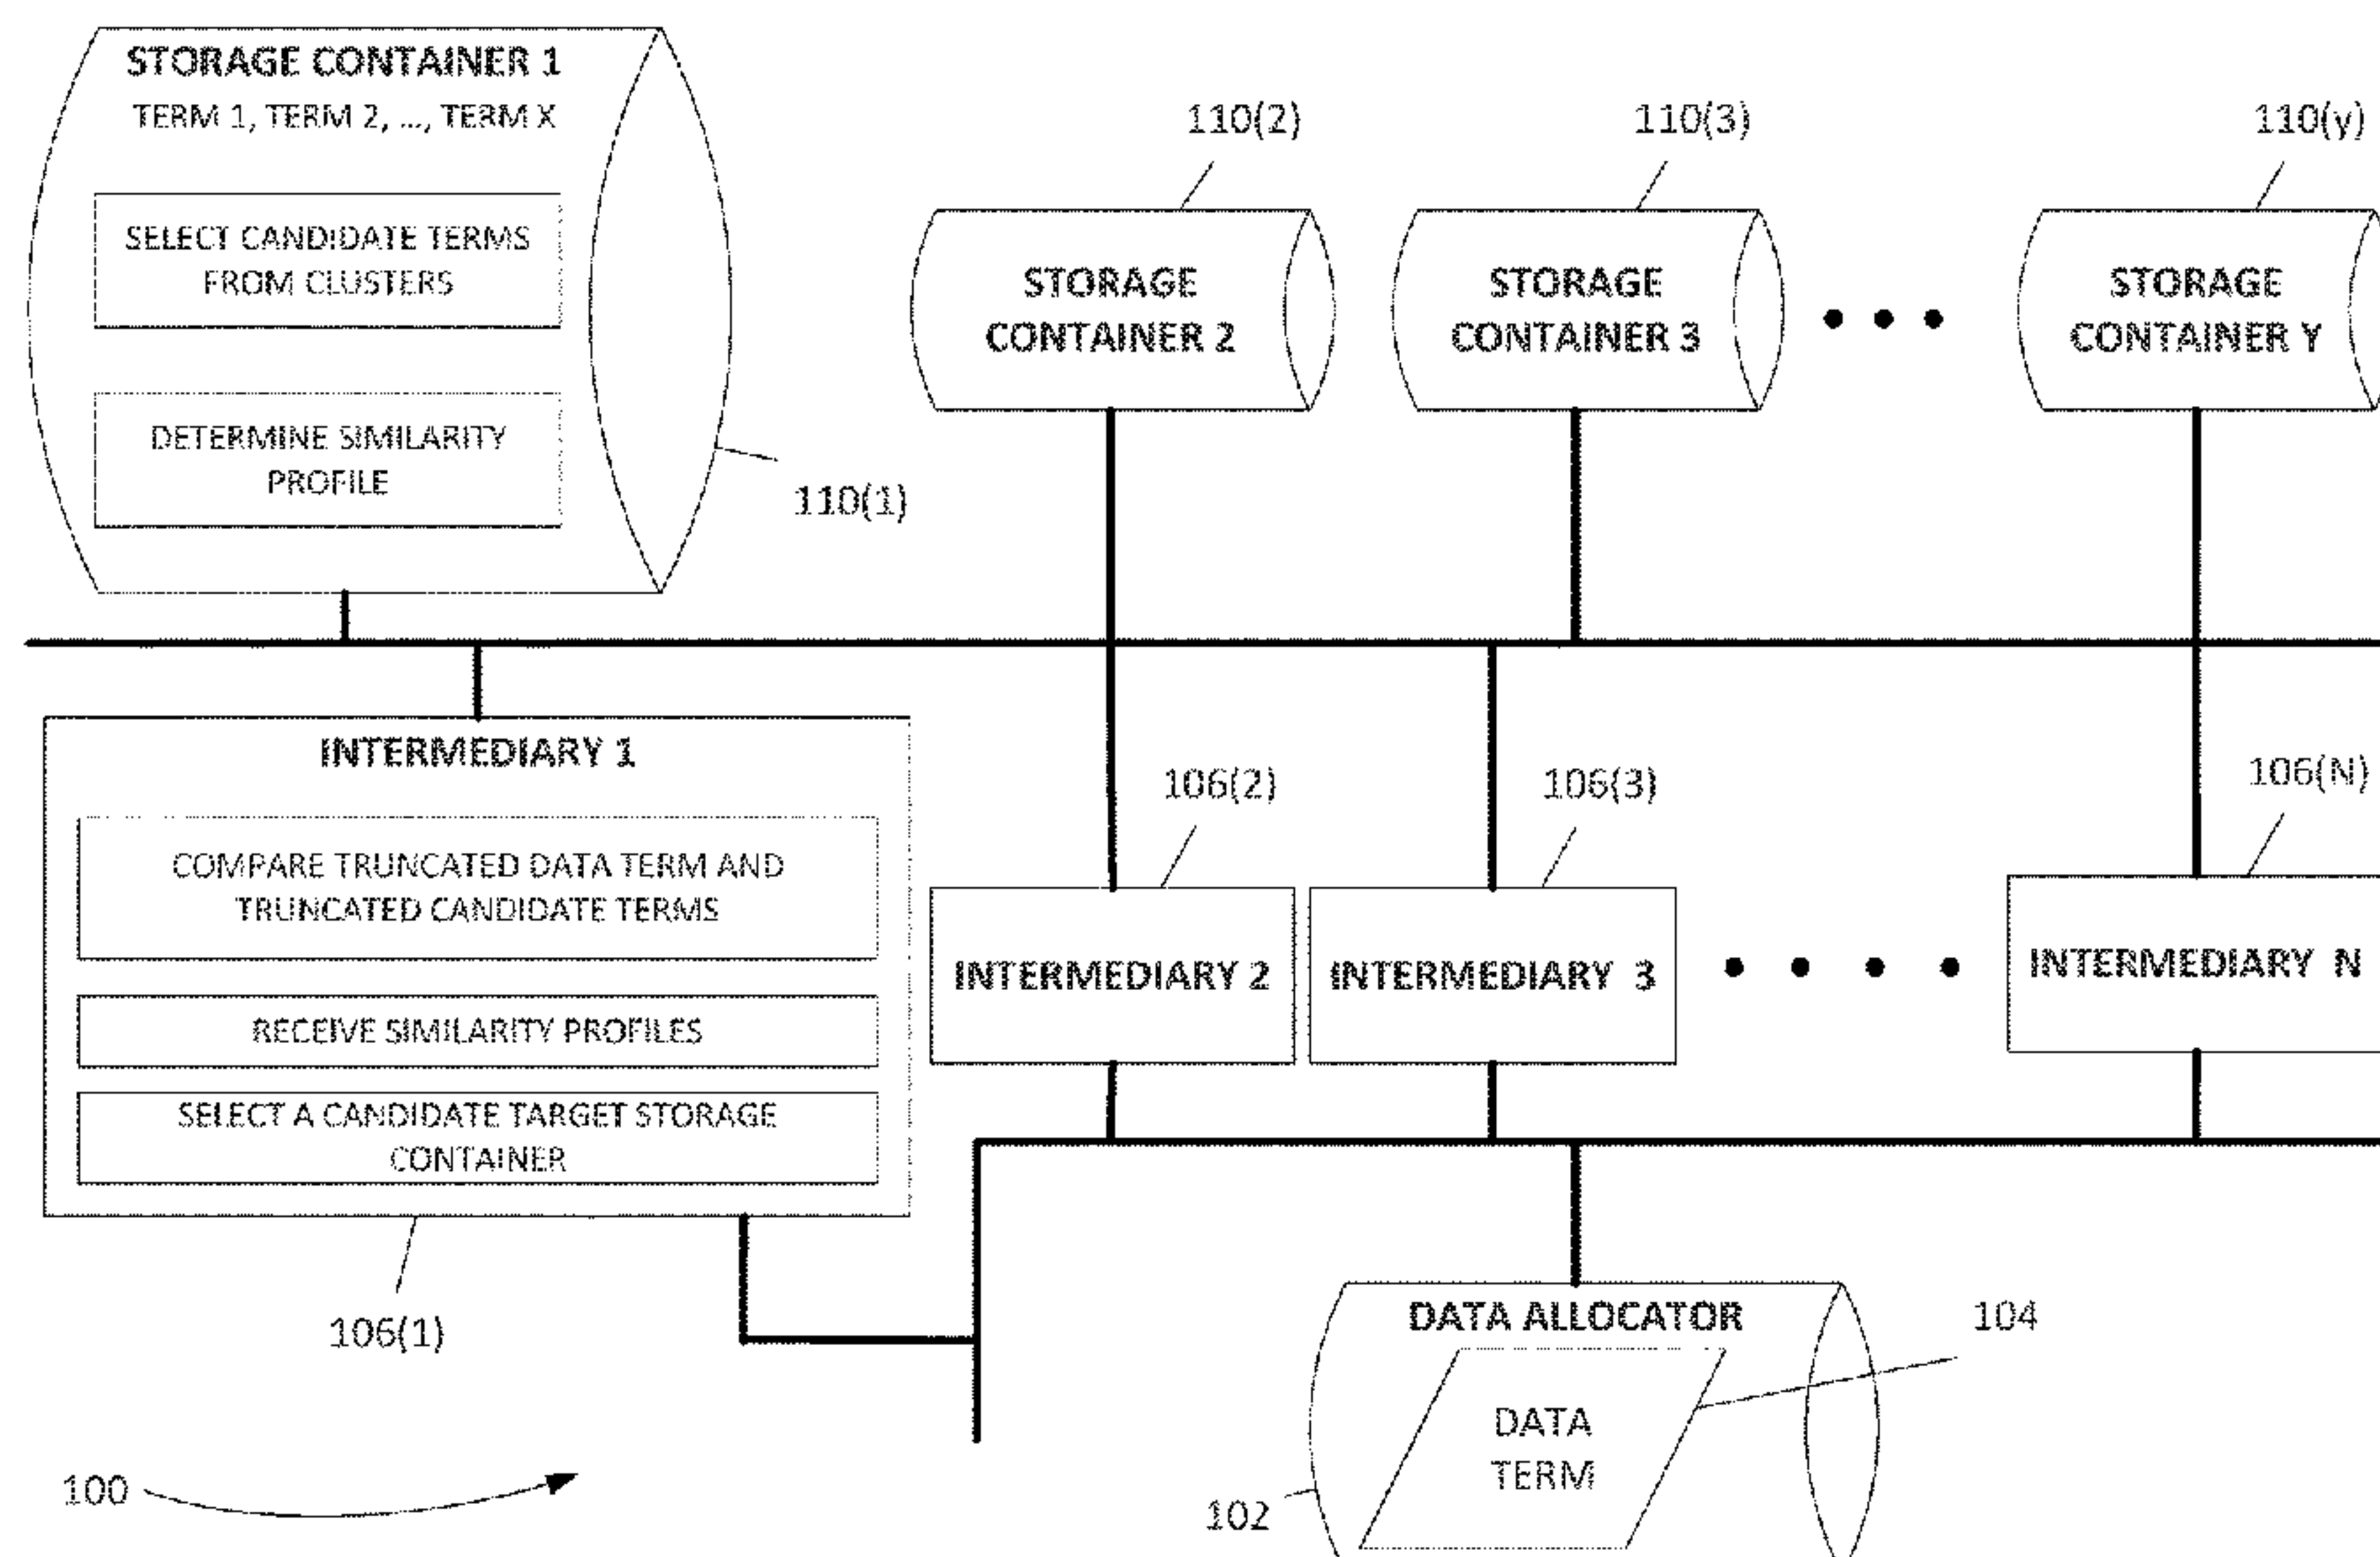 STORAGE CONTAINER 1
TERM 1, TERM 2, ..., TERM X
SELECT CANDIDATE TERMS
FROM CLUSTERS
DETERMINE SIMILARITY
PROFILE
110(1)
110(2)
110(3)
110(y)
STORAGE
CONTAINER 2
STORAGE
CONTAINER 3
STORAGE
CONTAINER Y
INTERMEDIARY 1
COMPARE TRUNCATED DATA TERM AND
TRUNCATED CANDIDATE TERMS
RECEIVE SIMILARITY PROFILES
SELECT A CANDIDATE TARGET STORAGE
CONTAINER
106(1)
106(2)
106(3)
106(N)
INTERMEDIARY 2
INTERMEDIARY 3
INTERMEDIARY N
DATA ALLOCATOR
104
DATA
TERM
102
100